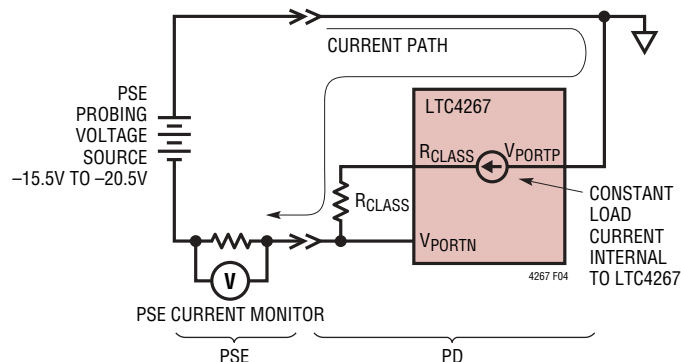 CURRENT PATH
PSE
PROBING
VOLTAGE
SOURCE
–15.5V TO –20.5V
LTC4267
RCLASS
VPORTP
RCLASS
CONSTANT
LOAD
CURRENT
INTERNAL
TO LTC4267
VPORTN
4267 F04
V
PSE CURRENT MONITOR
PSE
PD